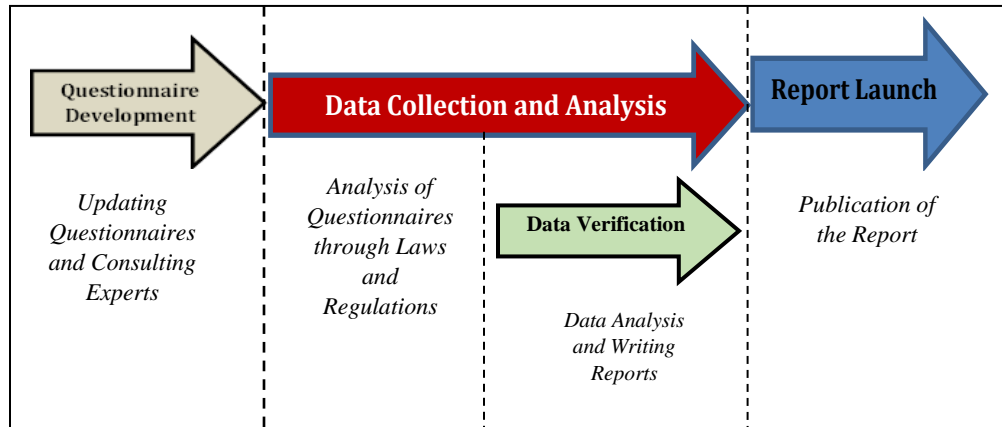 Questionnaire
Development
Data Collection and Analysis
Report Launch
Updating
Questionnaires
and Consulting
Experts
Analysis of
Questionnaires
through Laws
and
Regulations
Data Verification
Data Analysis
and Writing
Reports
Publication of
the Report